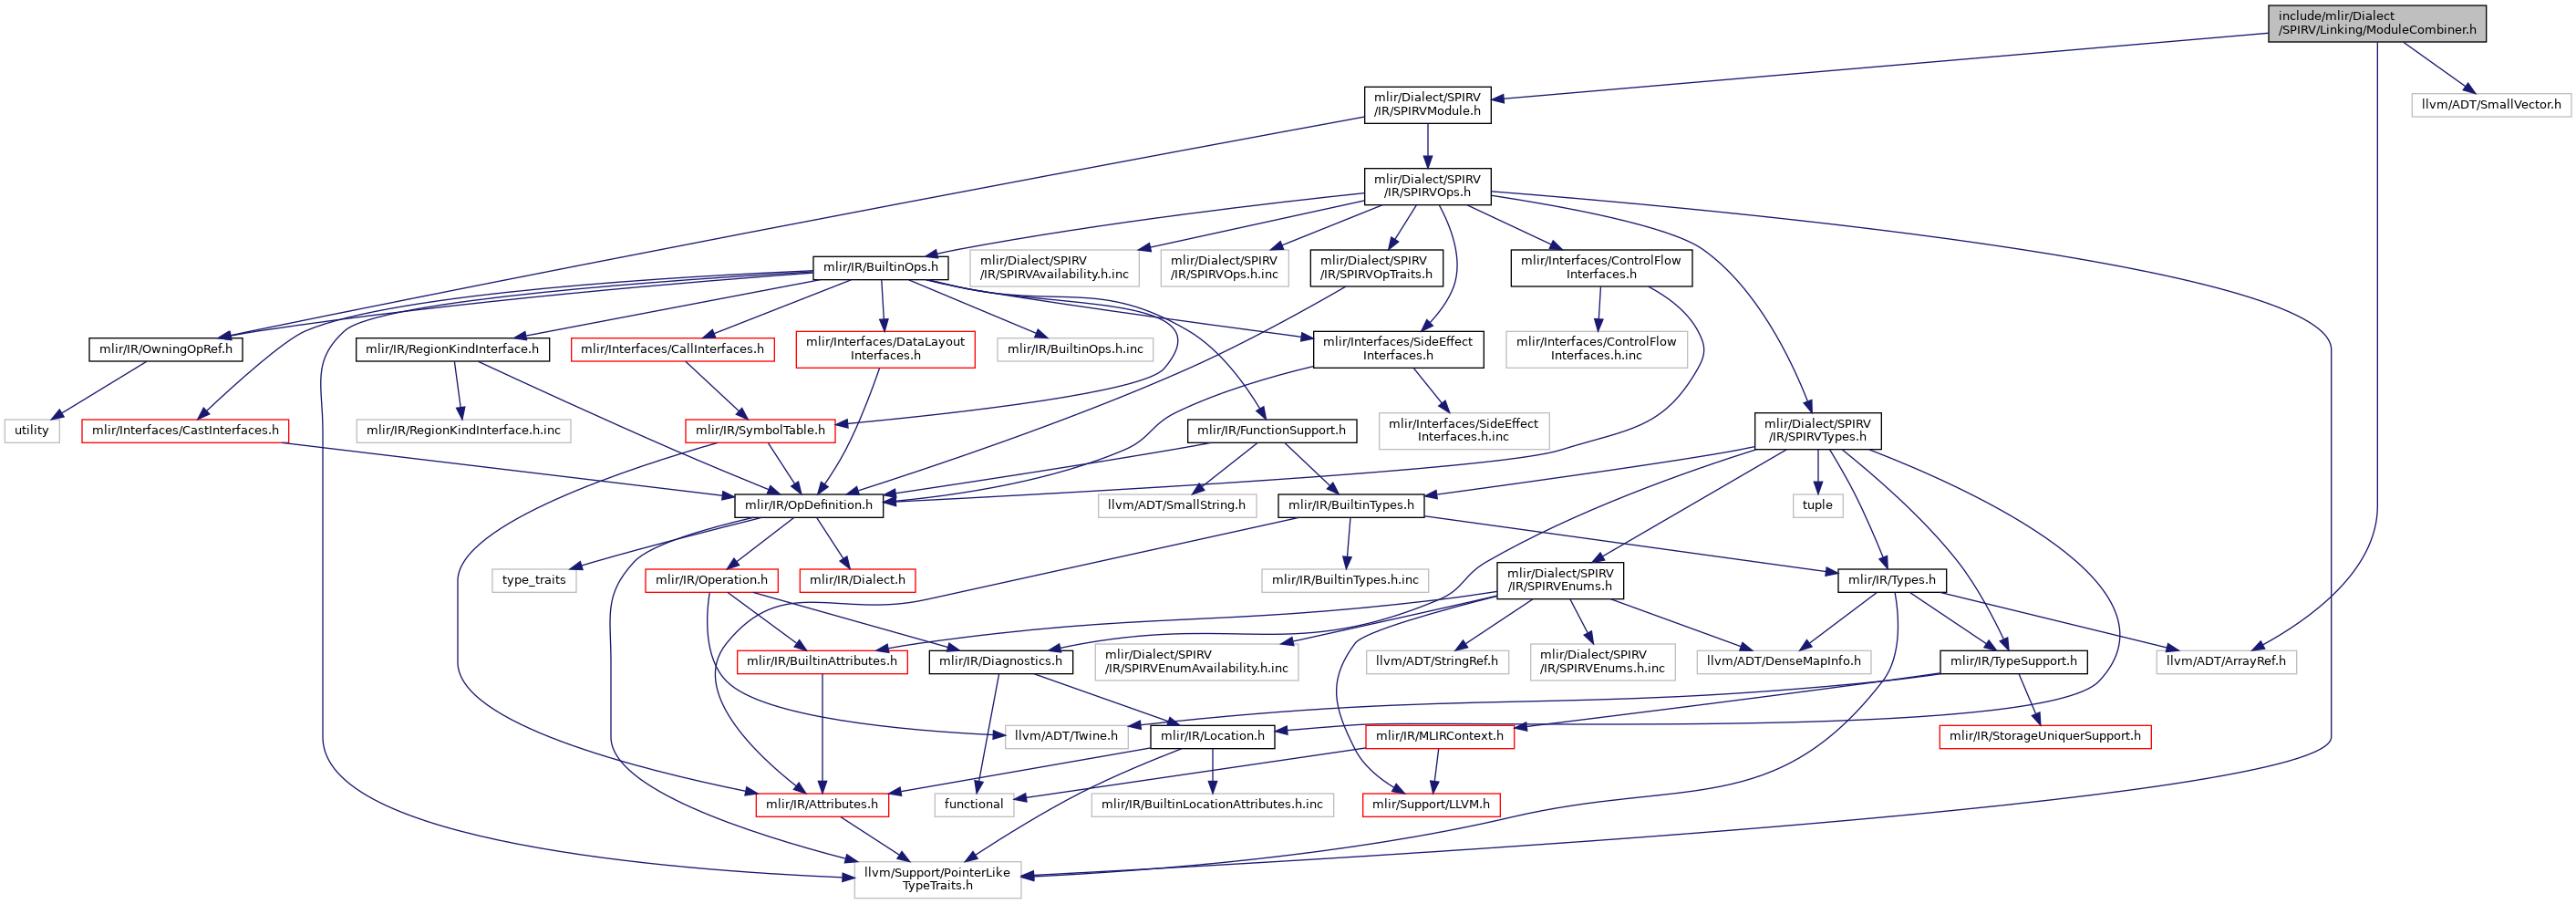 include/mlir/Dialect
/SPIRV/Linking/ModuleCombiner.h
mlir/Dialect/SPIRV
/IR/SPIRVModule.h
llvm/ADT/SmallVector.h
mlir/Dialect/SPIRV
/IR/SPIRVOps.h
mlir/IR/BuiltinOps.h
mlir/Dialect/SPIRV
/IR/SPIRVAvailability.h.inc
mlir/Dialect/SPIRV
/IR/SPIRVOps.h.inc
mlir/Dialect/SPIRV
/IR/SPIRVOpTraits.h
mlir/Interfaces/ControlFlow
Interfaces.h
mlir/IR/OwningOpRef.h
mlir/IR/RegionKindInterface.h
mlir/Interfaces/CallInterfaces.h
mlir/Interfaces/DataLayout
Interfaces.h
mlir/IR/BuiltinOps.h.inc
mlir/Interfaces/SideEffect
Interfaces.h
mlir/Interfaces/ControlFlow
Interfaces.h.inc
utility
mlir/Interfaces/CastInterfaces.h
mlir/IR/RegionKindInterface.h.inc
mlir/IR/SymbolTable.h
mlir/IR/FunctionSupport.h
mlir/Interfaces/SideEffect
Interfaces.h.inc
mlir/Dialect/SPIRV
/IR/SPIRVTypes.h
mlir/IR/OpDefinition.h
llvm/ADT/SmallString.h
mlir/IR/BuiltinTypes.h
tuple
type_traits
mlir/IR/Operation.h
mlir/IR/Dialect.h
mlir/IR/BuiltinTypes.h.inc
mlir/Dialect/SPIRV
/IR/SPIRVEnums.h
mlir/IR/Types.h
mlir/IR/BuiltinAttributes.h
mlir/IR/Diagnostics.h
mlir/Dialect/SPIRV
/IR/SPIRVEnumAvailability.h.inc
llvm/ADT/StringRef.h
mlir/Dialect/SPIRV
/IR/SPIRVEnums.h.inc
llvm/ADT/DenseMapInfo.h
mlir/IR/TypeSupport.h
llvm/ADT/ArrayRef.h
llvm/ADT/Twine.h
mlir/IR/Location.h
mlir/IR/MLIRContext.h
mlir/IR/StorageUniquerSupport.h
mlir/IR/Attributes.h
functional
mlir/IR/BuiltinLocationAttributes.h.inc
mlir/Support/LLVM.h
llvm/Support/PointerLike
TypeTraits.h